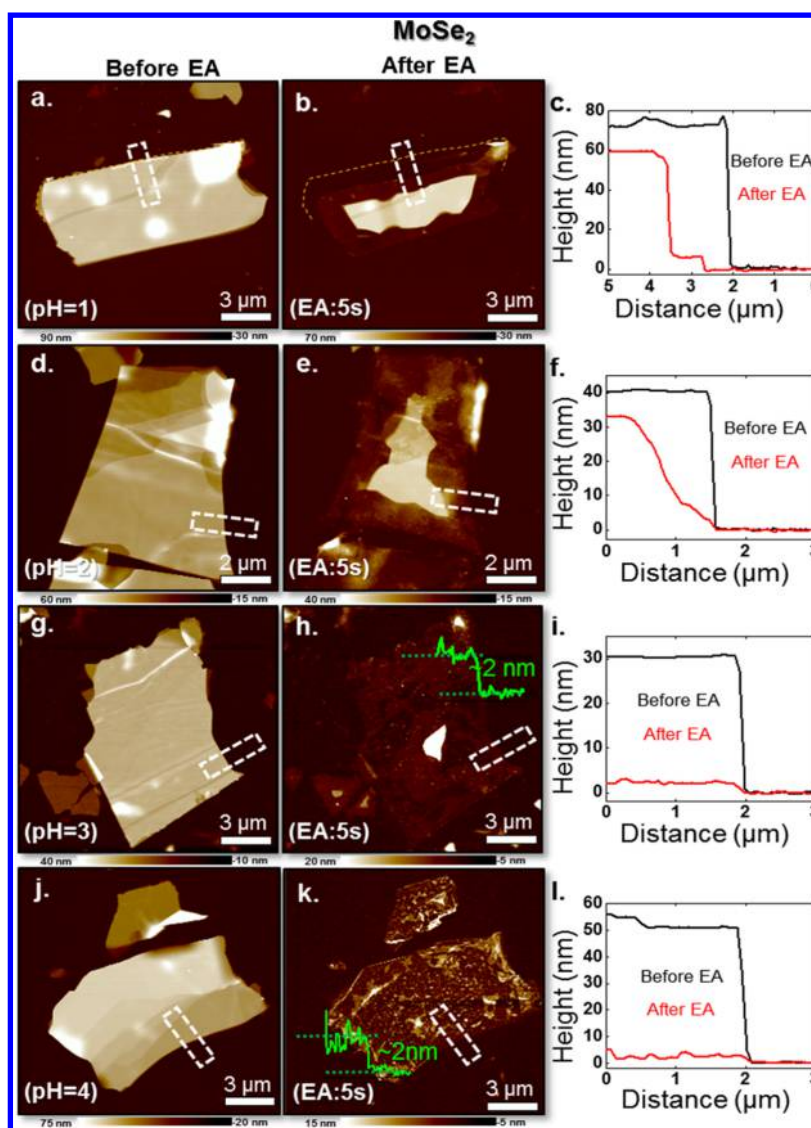 MoSe2
Before EA
After EA
a.
(pH=1)
3 µm
90 nm
-30 nm
b.
(EA:5s)
3 µm
70 nm
-30 nm
c.
Height (nm)
80
60
40
20
0
Before EA
After EA
5 4 3 2 1
Distance (µm)
d.
(pH=2)
2 µm
60 nm
-15 nm
e.
(EA:5s)
2 µm
40 nm
-15 nm
f.
Height (nm)
40
30
20
10
0
Before EA
After EA
0 1 2
Distance (µm)
g.
(pH=3)
3 µm
40 nm
-10 nm
h.
~2 nm
(EA:5s)
3 µm
20 nm
-5 nm
i.
Height (nm)
30
20
10
0
Before EA
After EA
0 1 2
Distance (µm)
j.
(pH=4)
3 µm
75 nm
-20 nm
k.
~2nm
(EA:5s)
3 µm
15 nm
-5 nm
l.
Height (nm)
60
50
40
30
20
10
0
Before EA
After EA
0 1 2
Distance (µm)